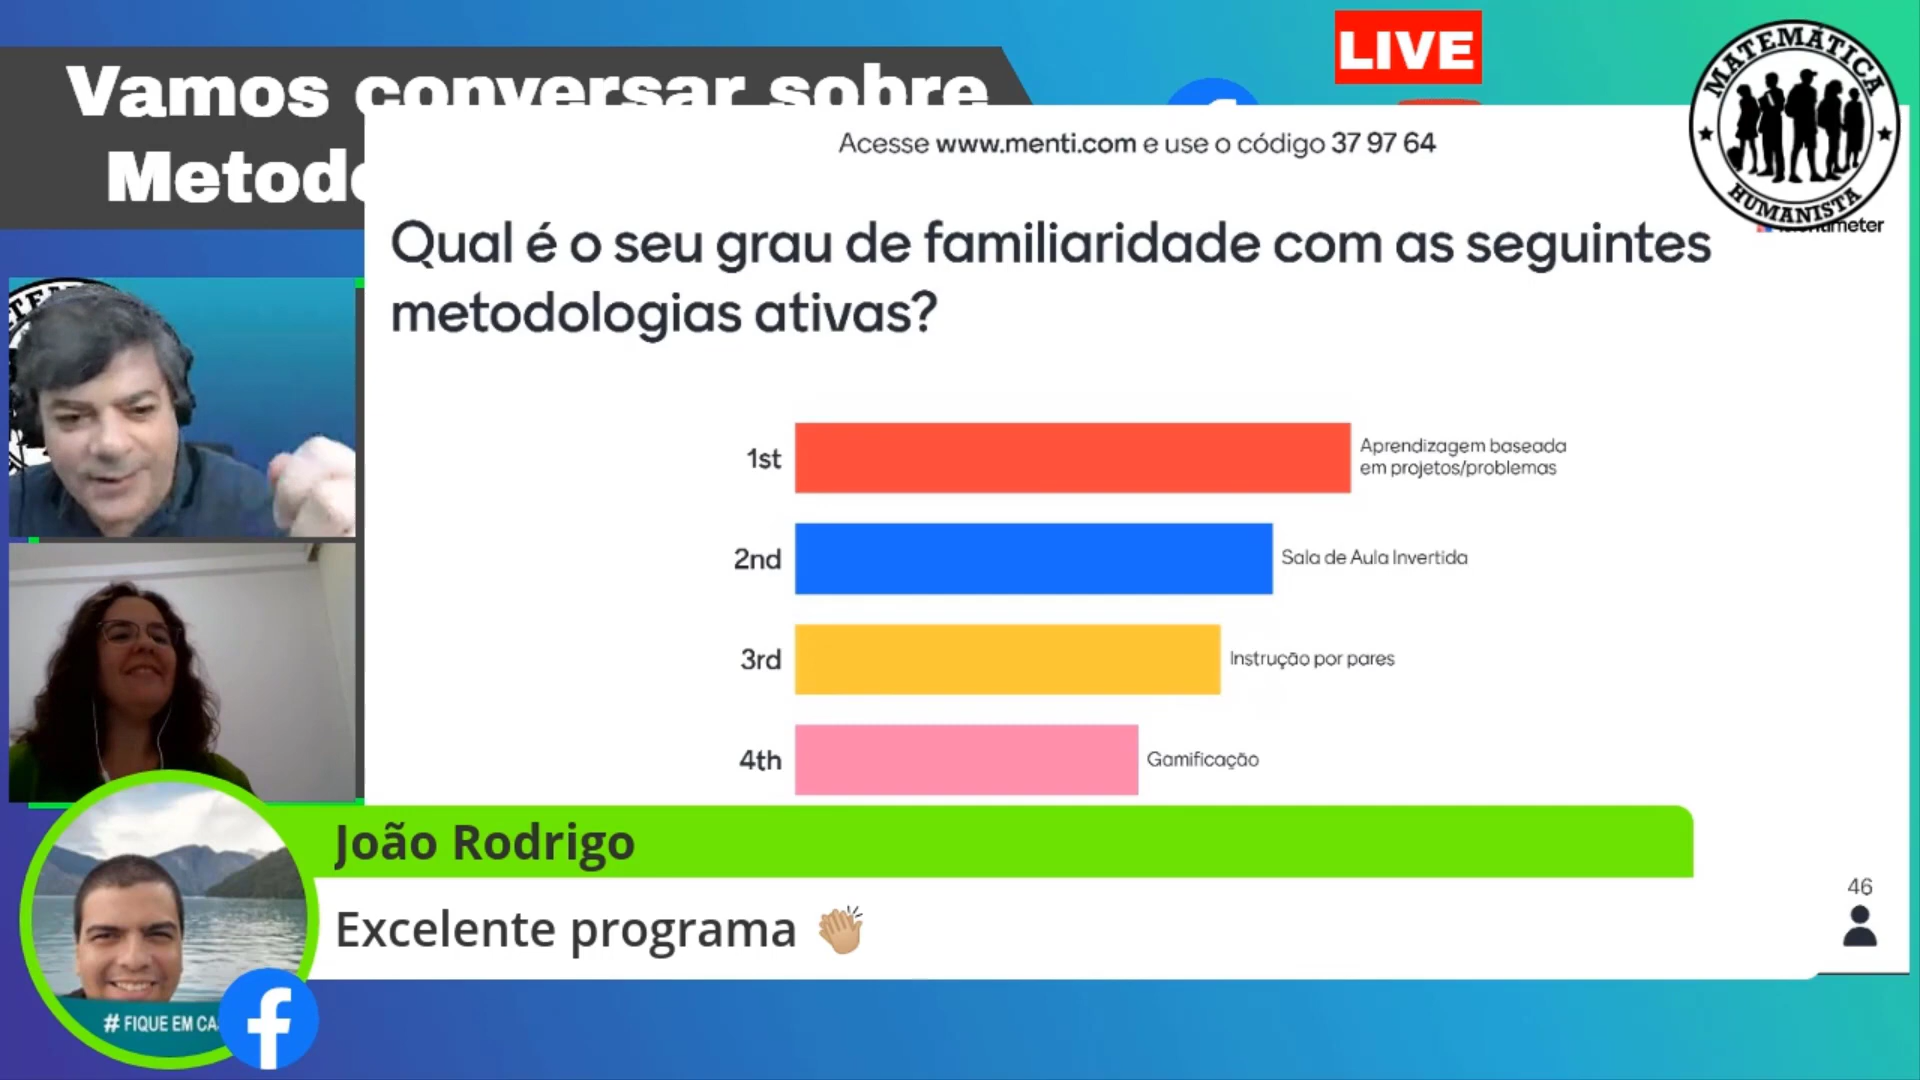 LIVE
Vamos conversar sobre
MATEMÁTICA
HUMANISTA
Acesse www.menti.com e use o código 37 97 64
Qual é o seu grau de familiaridade com as seguintes
metodologias ativas?
1st
Aprendizagem baseada
em projetos/problemas
2nd
Sala de Aula Invertida
3rd
Instrução por pares
4th
Gamificação
João Rodrigo
Excelente programa 👏🏼
46
# FIQUE EM CA